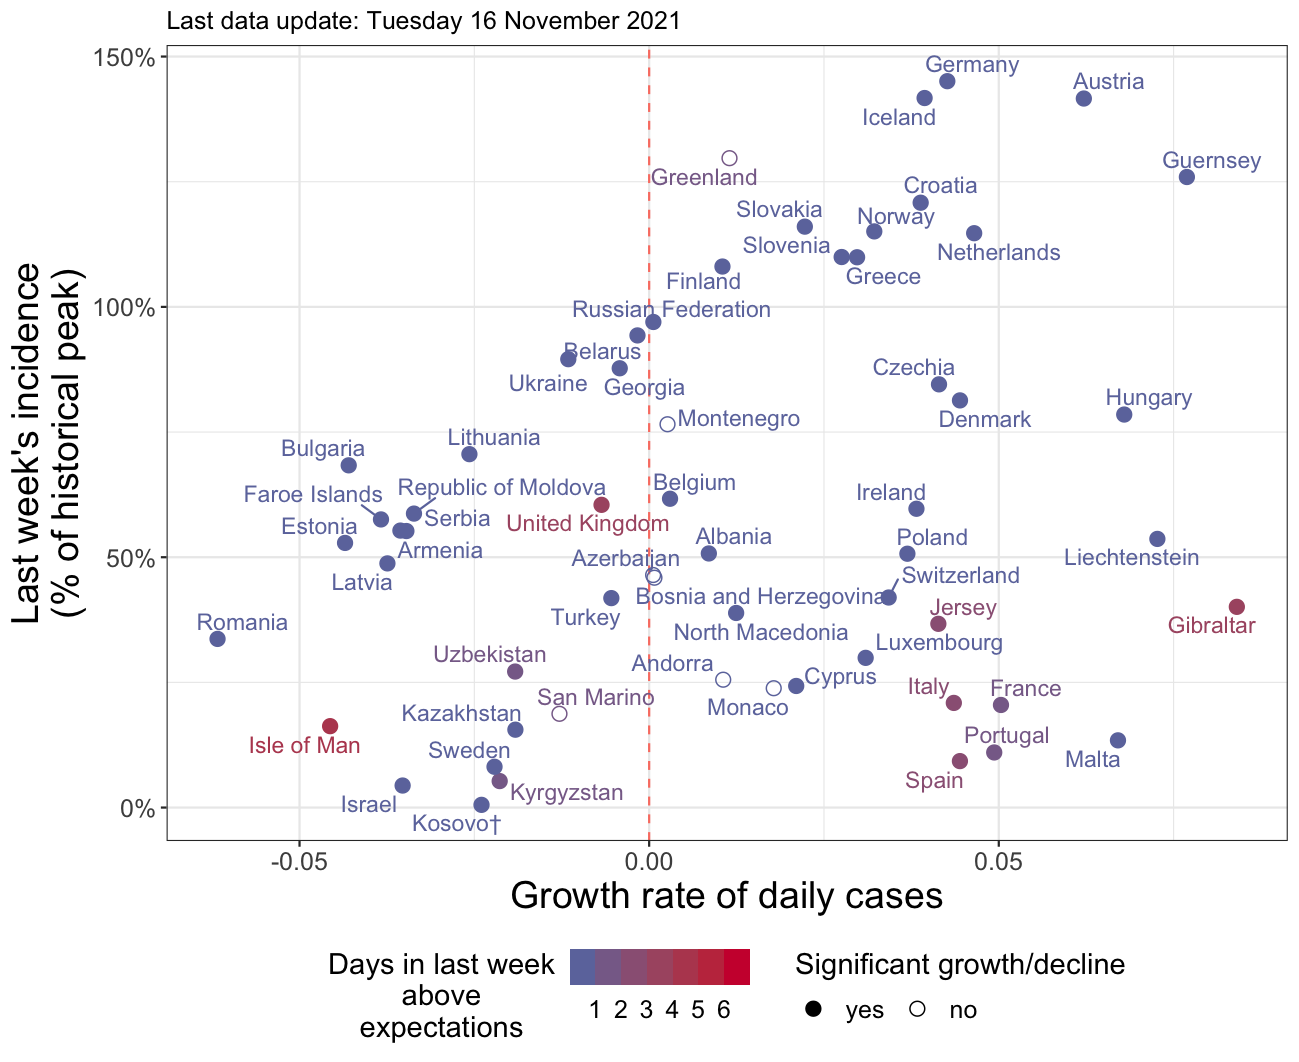 Last data update: Tuesday 16 November 2021
150%
100%
50%
0%
Last week's incidence
(% of historical peak)
Germany
Austria
Iceland
Guernsey
Greenland
Croatia
Slovakia
Norway
Slovenia
Netherlands
Greece
Finland
Russian Federation
Belarus
Ukraine
Georgia
Czechia
Hungary
Denmark
Montenegro
Lithuania
Bulgaria
Faroe Islands
Republic of Moldova
Belgium
Ireland
Estonia
Serbia
United Kingdom
Albania
Poland
Armenia
Azerbaijan
Liechtenstein
Latvia
Switzerland
Bosnia and Herzegovina
Jersey
Turkey
Gibraltar
Romania
North Macedonia
Luxembourg
Uzbekistan
Andorra
Cyprus
San Marino
Italy
France
Monaco
Kazakhstan
Portugal
Isle of Man
Sweden
Malta
Spain
Kyrgyzstan
Israel
Kosovo†
-0.05
0.00
0.05
Growth rate of daily cases
Days in last week
above
expectations
1 2 3 4 5 6
Significant growth/decline
yes
no